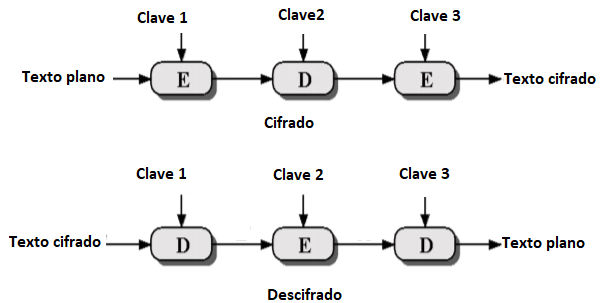 Clave 1 Clave2 Clave 3
Texto plano E D E Texto cifrado
Cifrado
Clave 1 Clave 2 Clave 3
Texto cifrado D E D Texto plano
Descifrado